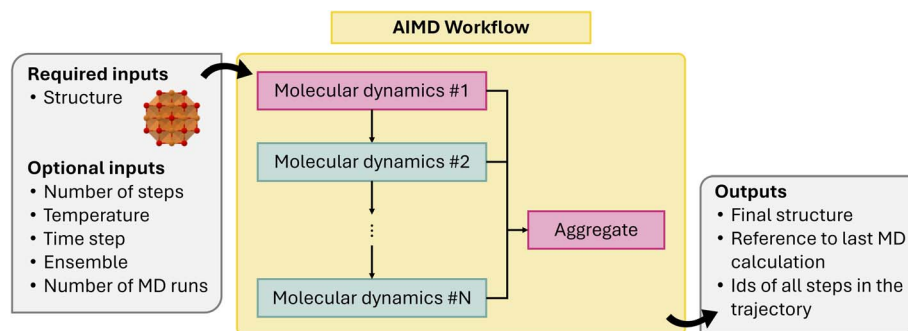 AIMD Workflow
Required inputs
• Structure
Optional inputs
• Number of steps
• Temperature
• Time step
• Ensemble
• Number of MD runs
Molecular dynamics #1
Molecular dynamics #2
⋮
Molecular dynamics #N
Aggregate
Outputs
• Final structure
• Reference to last MD
calculation
• Ids of all steps in the
trajectory